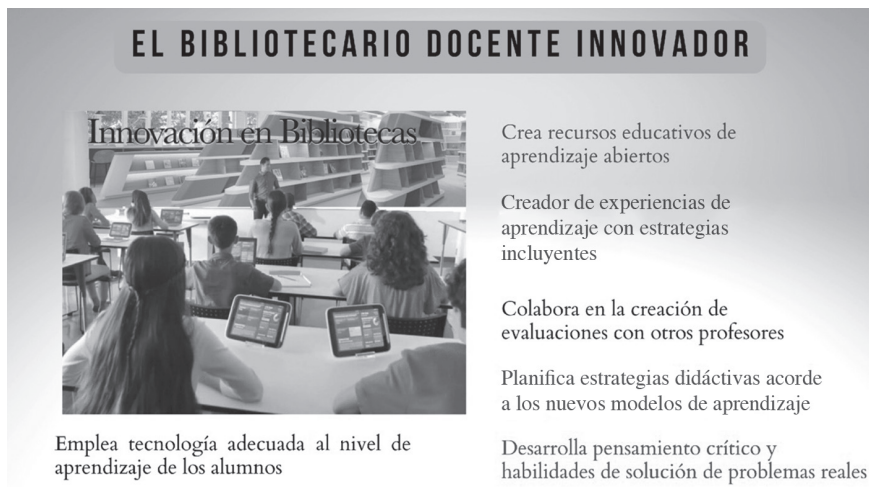 EL BIBLIOTECARIO DOCENTE INNOVADOR
Innovación en Bibliotecas
Emplea tecnología adecuada al nivel de
aprendizaje de los alumnos
Crea recursos educativos de
aprendizaje abiertos
Creador de experiencias de
aprendizaje con estrategias
incluyentes
Colabora en la creación de
evaluaciones con otros profesores
Planifica estrategias didáctivas acorde
a los nuevos modelos de aprendizaje
Desarrolla pensamiento crítico y
habilidades de solución de problemas reales